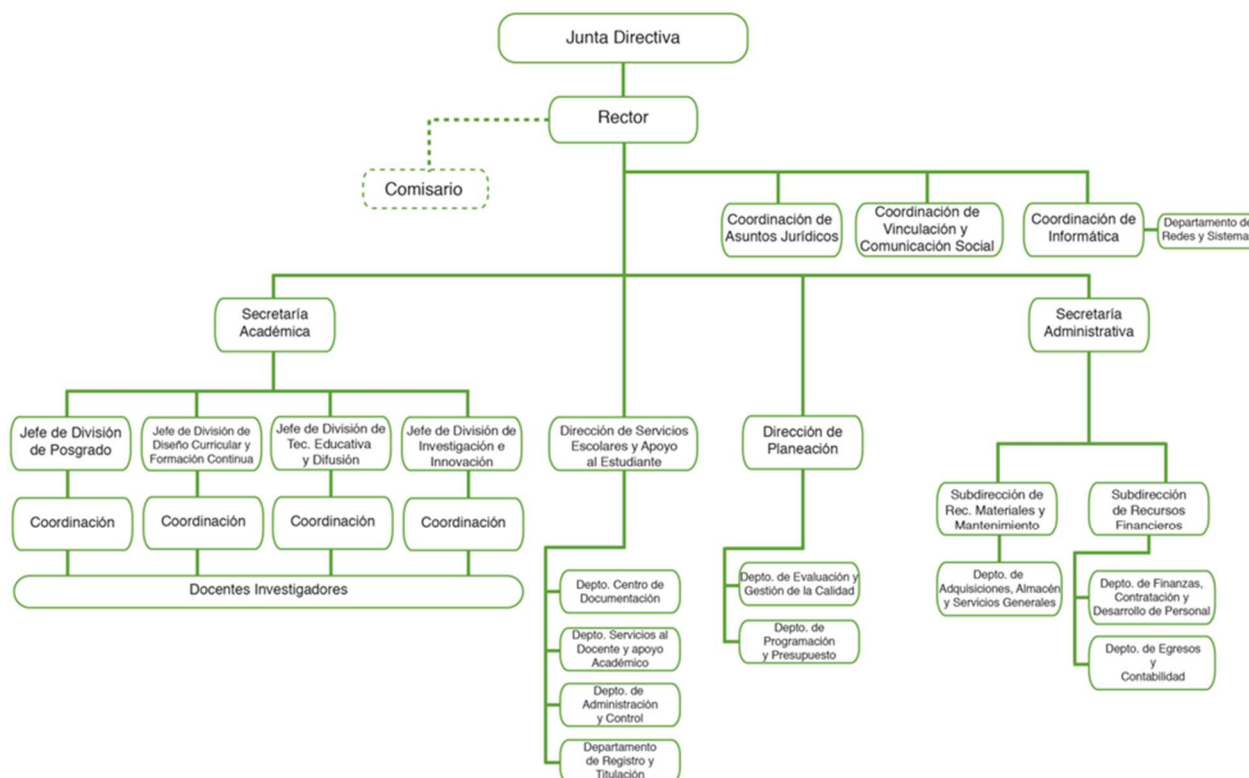 Junta Directiva
Rector
Comisario
Coordinación de
Asuntos Jurídicos
Coordinación de
Vinculación y
Comunicación Social
Coordinación de
Informática
Departamento de
Redes y Sistema
Secretaría
Académica
Secretaría
Administrativa
Jefe de División
de Posgrado
Jefe de División de
Diseño Curricular y
Formación Continua
Jefe de División de
Tec. Educativa
y Difusión
Jefe de División de
Investigación e
Innovación
Dirección de Servicios
Escolares y Apoyo
al Estudiante
Dirección de
Planeación
Coordinación
Coordinación
Coordinación
Coordinación
Subdirección de
Rec. Materiales y
Mantenimiento
Subdirección
de Recursos
Financieros
Docentes Investigadores
Depto. Centro de
Documentación
Depto. Servicios al
Docente y apoyo
Académico
Depto. de
Administración
y Control
Departamento
de Registro y
Titulación
Depto. de Evaluación y
Gestión de la Calidad
Depto. de
Programación
y Presupuesto
Depto. de
Adquisiciones, Almacén
y Servicios Generales
Depto. de Finanzas,
Contratación y
Desarrollo de Personal
Depto. de Egresos
y
Contabilidad